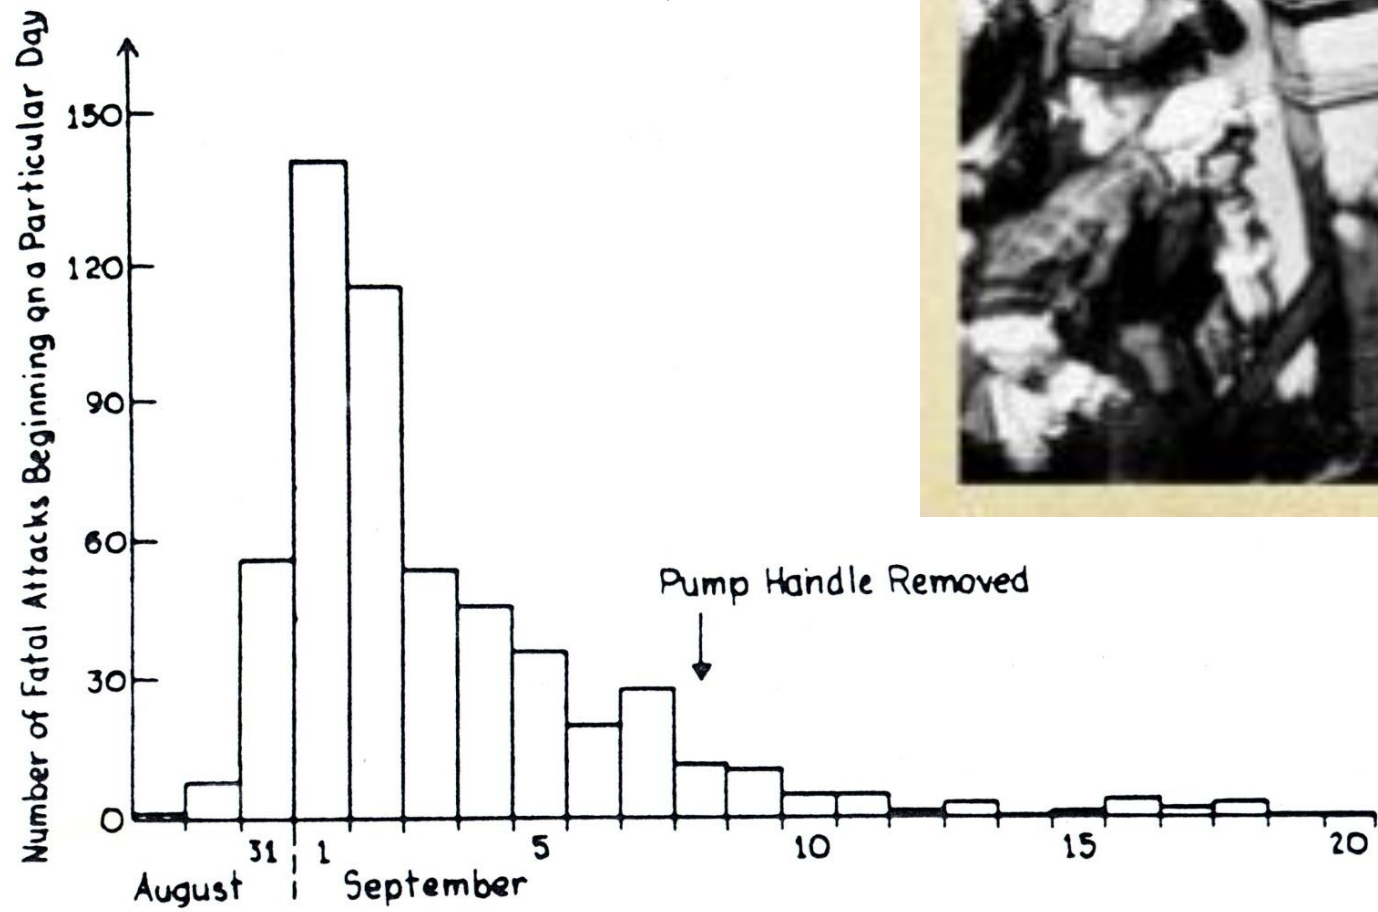 Number of Fatal Attacks Beginning on a Particular Day
150
120
90
60
30
0
Pump Handle Removed
31 1 5 10 15 20
August September